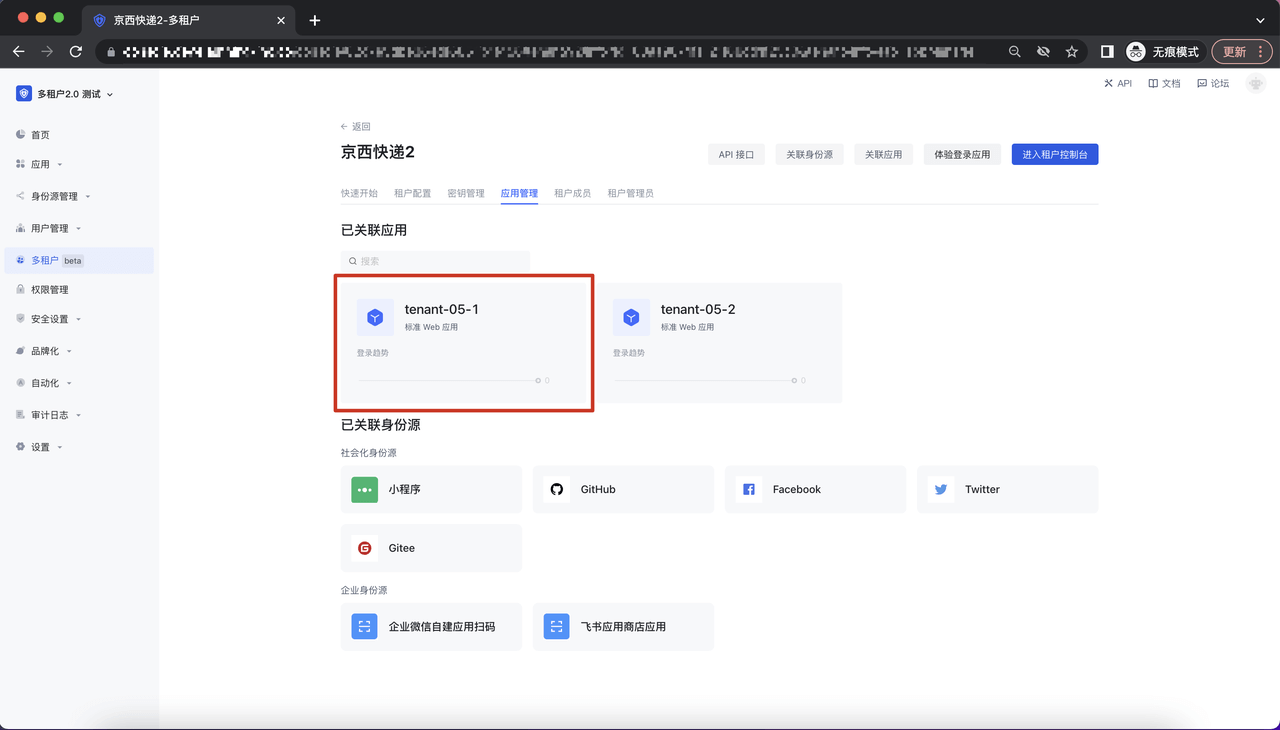 京西快递2-多租户
无痕模式
更新
多租户2.0 测试
API
文档
论坛
首页
应用
身份源管理
用户管理
多租户 beta
权限管理
安全设置
品牌化
自动化
审计日志
设置
返回
京西快递2
API 接口
关联身份源
关联应用
体验登录应用
进入租户控制台
快速开始
租户配置
密钥管理
应用管理
租户成员
租户管理员
已关联应用
搜索
tenant-05-1
标准 Web 应用
登录趋势
0
tenant-05-2
标准 Web 应用
登录趋势
0
已关联身份源
社会化身份源
小程序
GitHub
Facebook
Twitter
Gitee
企业身份源
企业微信自建应用扫码
飞书应用商店应用